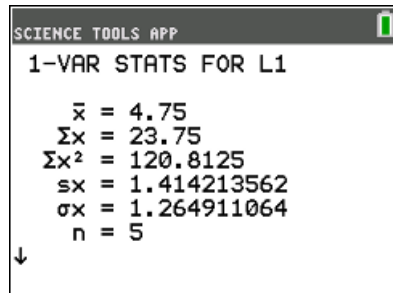 SCIENCE TOOLS APP
1-VAR STATS FOR L1
x̄ = 4.75
Σx = 23.75
Σx² = 120.8125
sx = 1.414213562
σx = 1.264911064
n = 5
↓